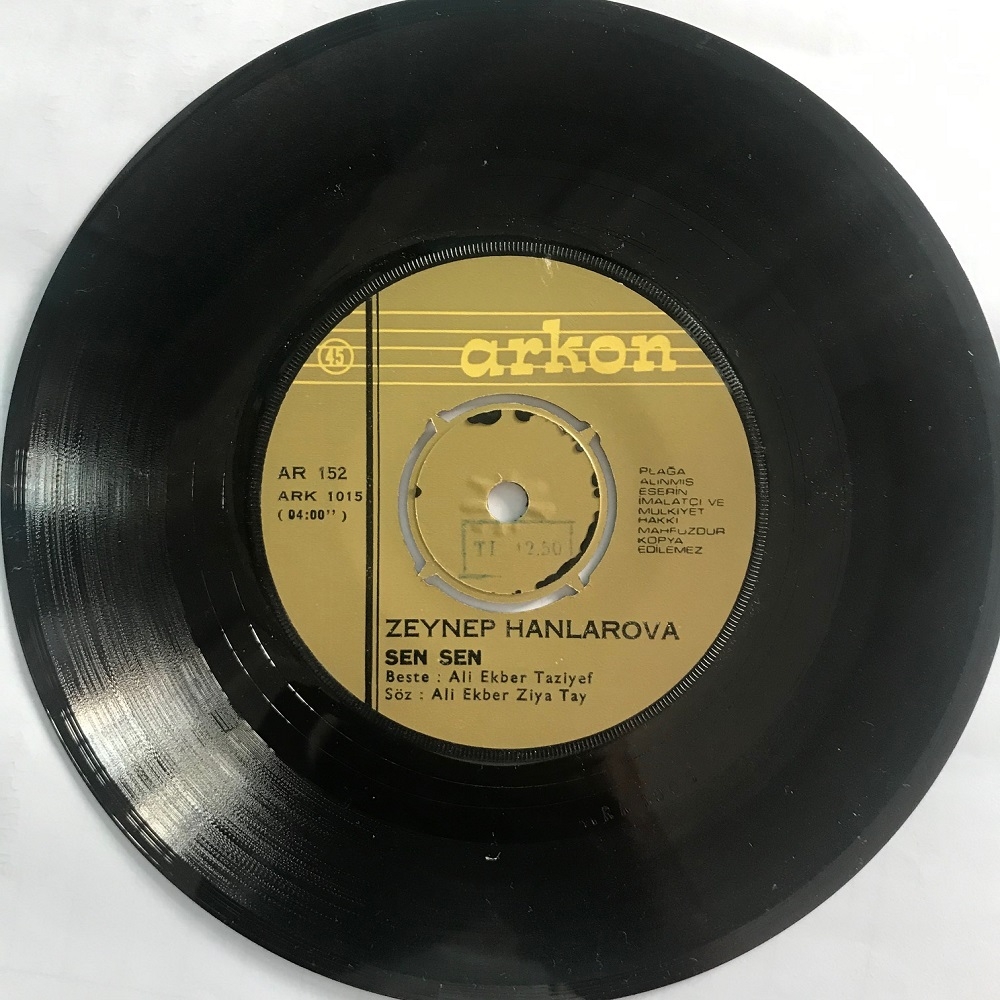 45
arkon
AR 152
ARK 1015
( 04:00'' )
PLAĞA
ALINMIS
ESERİN
İMALATÇI VE
MÜLKİYET
HAKKI
MAHFUZDUR
KOPYA
EDİLEMEZ
ZEYNEP HANLAROVA
SEN SEN
Beste : Ali Ekber Taziyef
Söz : Ali Ekber Ziya Tay